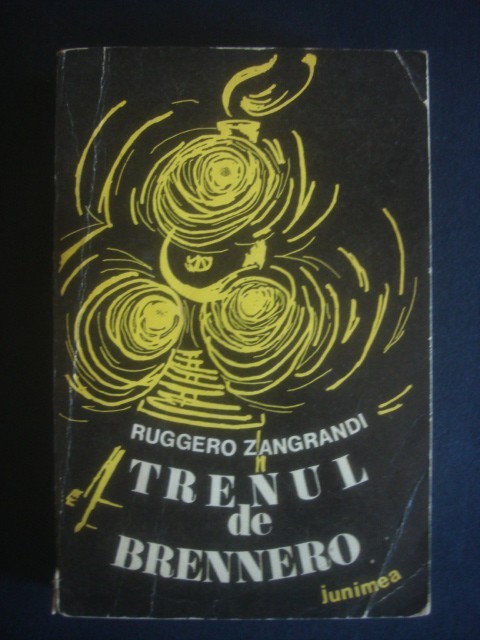 RUGGERO ZANGRANDI
TRENUL
de
BRENNERO
junimea